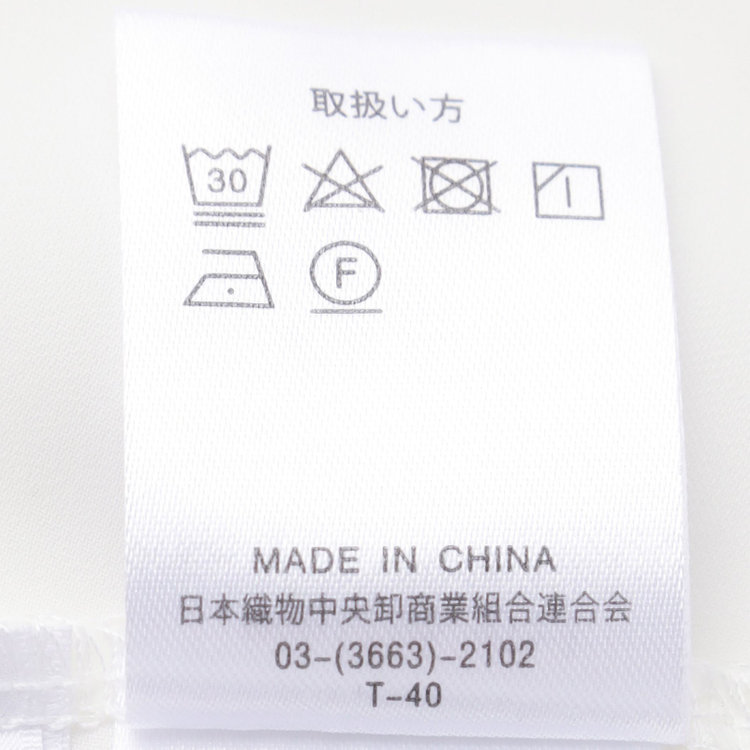 取扱い方
30
F
MADE IN CHINA
日本織物中央卸商業組合連合会
03-(3663)-2102
T-40